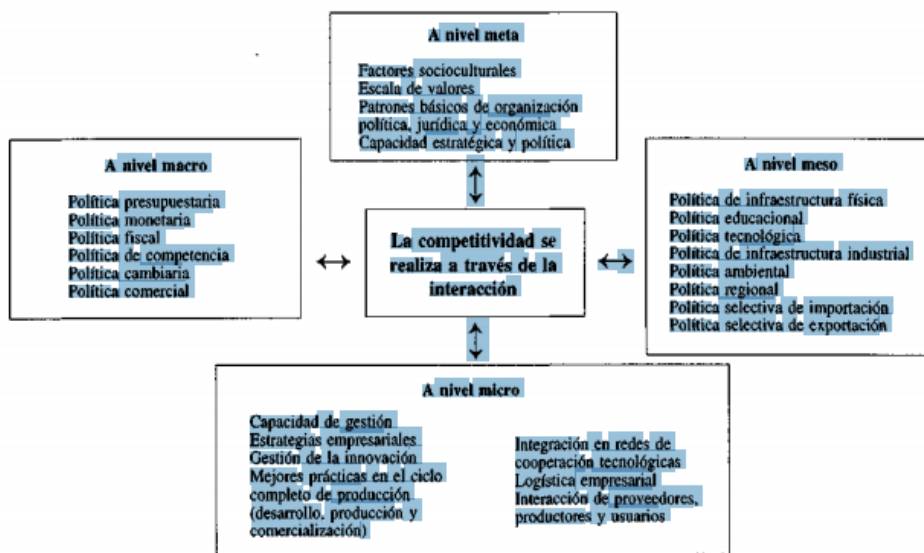 A nivel meta
Factores socioculturales
Escala de valores
Patrones básicos de organización
política, jurídica y económica
Capacidad estratégica y política
A nivel macro
Política presupuestaria
Política monetaria
Política fiscal
Política de competencia
Política cambiaria
Política comercial
La competitividad se
realiza a través de la
interacción
A nivel meso
Política de infraestructura física
Política educacional
Política tecnológica
Política de infraestructura industrial
Política ambiental
Política regional
Política selectiva de importación
Política selectiva de exportación
A nivel micro
Capacidad de gestión
Estrategias empresariales
Gestión de la innovación
Mejores prácticas en el ciclo
completo de producción
(desarrollo, producción y
comercialización)
Integración en redes de
cooperación tecnológicas
Logística empresarial
Interacción de proveedores,
productores y usuarios